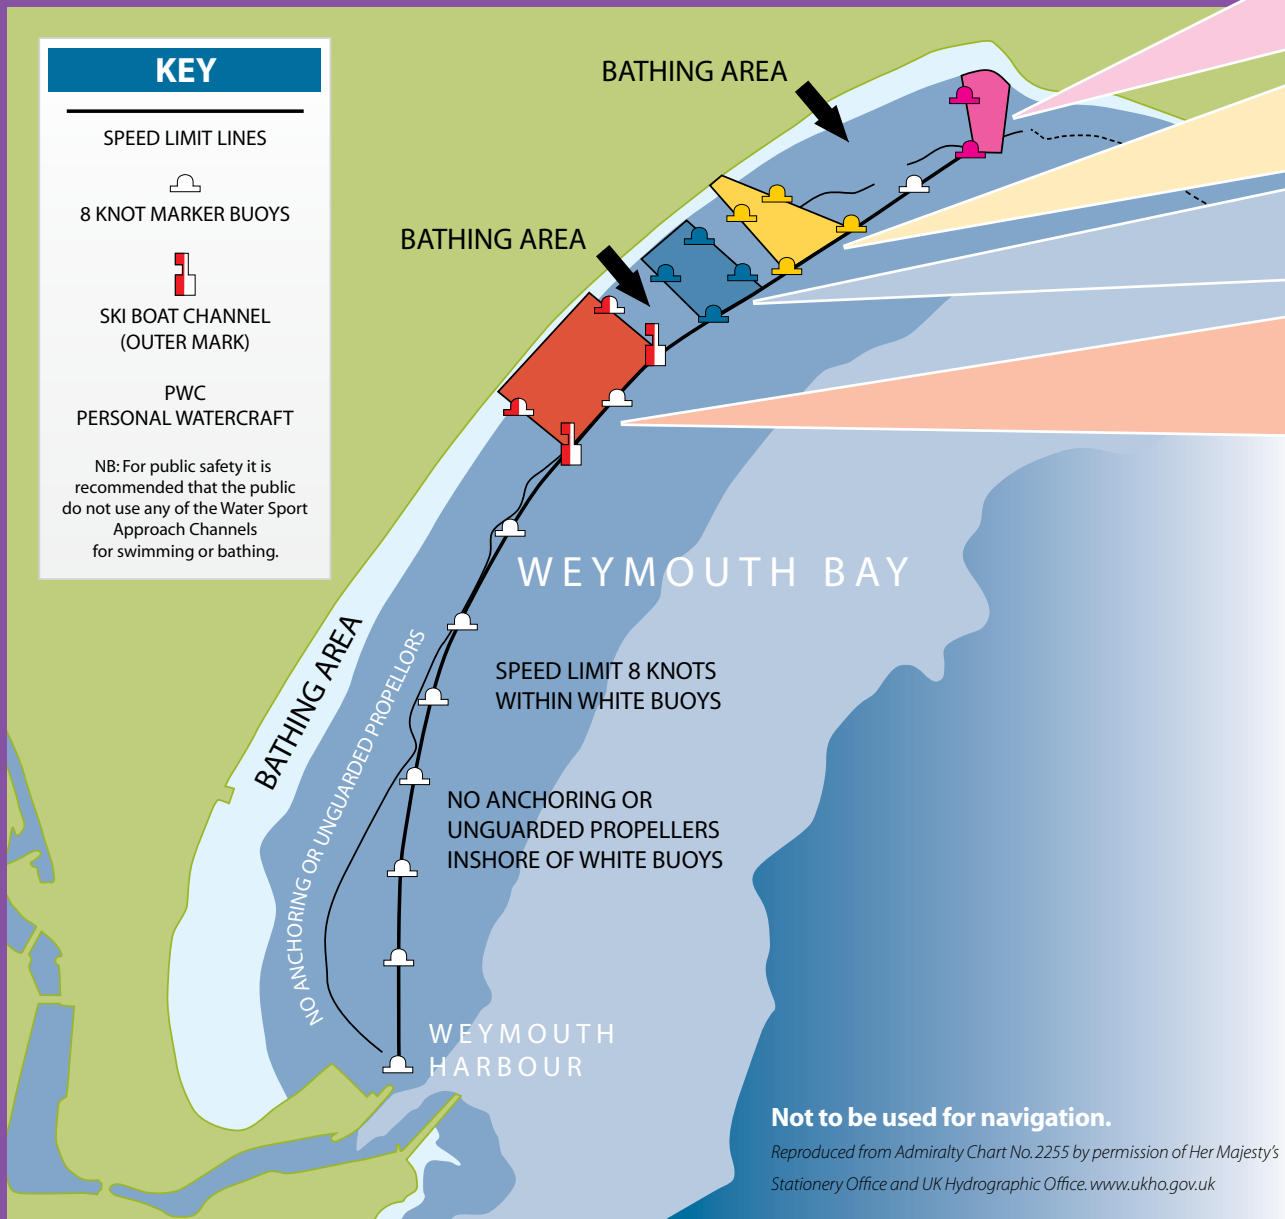 KEY
SPEED LIMIT LINES
8 KNOT MARKER BUOYS
SKI BOAT CHANNEL
(OUTER MARK)
PWC
PERSONAL WATERCRAFT
NB: For public safety it is
recommended that the public
do not use any of the Water Sport
Approach Channels
for swimming or bathing.
BATHING AREA
BATHING AREA
WEYMOUTH BAY
BATHING AREA
NO ANCHORING OR UNGUARDED PROPELLORS
SPEED LIMIT 8 KNOTS
WITHIN WHITE BUOYS
NO ANCHORING OR
UNGUARDED PROPELLERS
INSHORE OF WHITE BUOYS
WEYMOUTH
HARBOUR
Not to be used for navigation.
Reproduced from Admiralty Chart No. 2255 by permission of Her Majesty's
Stationery Office and UK Hydrographic Office. www.ukho.gov.uk